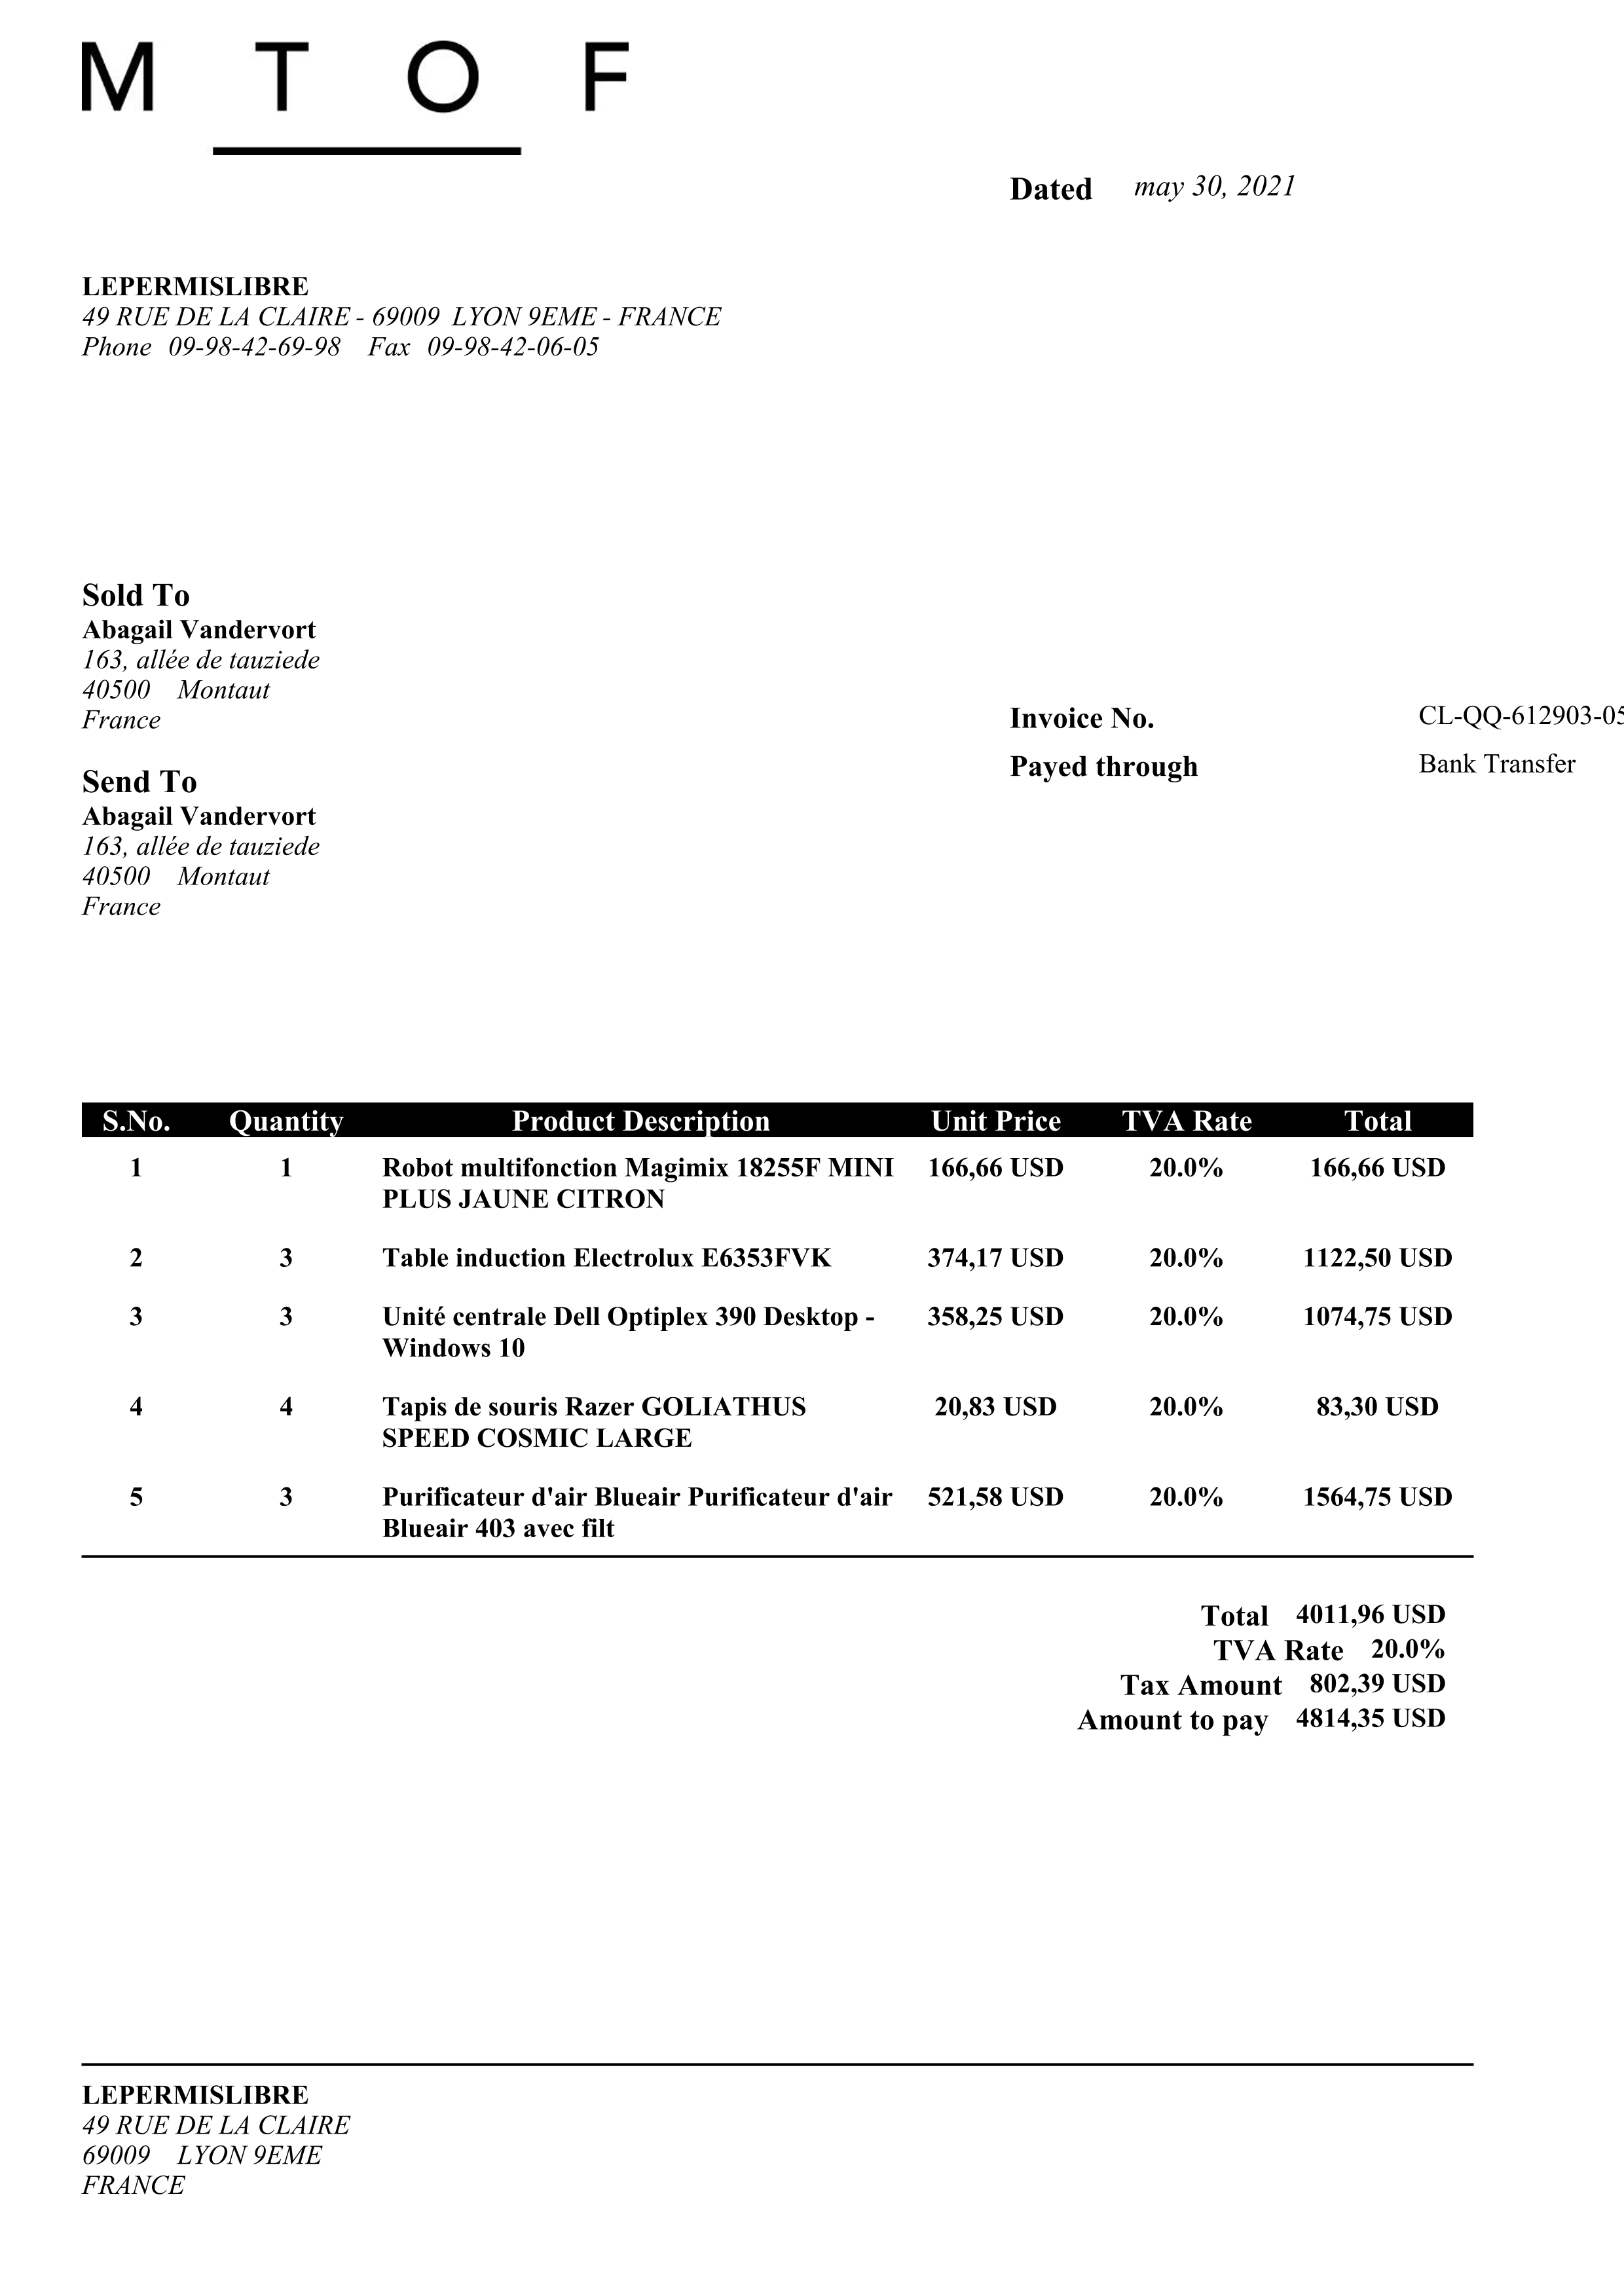 M T O F
Dated may 30, 2021
LEPERMISLIBRE
49 RUE DE LA CLAIRE - 69009 LYON 9EME - FRANCE
Phone 09-98-42-69-98 Fax 09-98-42-06-05
Sold To
Abagail Vandervort
163, allée de tauziede
40500 Montaut
France
Invoice No. CL-QQ-612903-05
Payed through Bank Transfer
Send To
Abagail Vandervort
163, allée de tauziede
40500 Montaut
France
S.No. Quantity Product Description Unit Price TVA Rate Total
1 1 Robot multifonction Magimix 18255F MINI 166,66 USD 20.0% 166,66 USD
PLUS JAUNE CITRON
2 3 Table induction Electrolux E6353FVK 374,17 USD 20.0% 1122,50 USD
3 3 Unité centrale Dell Optiplex 390 Desktop - 358,25 USD 20.0% 1074,75 USD
Windows 10
4 4 Tapis de souris Razer GOLIATHUS 20,83 USD 20.0% 83,30 USD
SPEED COSMIC LARGE
5 3 Purificateur d'air Blueair Purificateur d'air 521,58 USD 20.0% 1564,75 USD
Blueair 403 avec filt
Total 4011,96 USD
TVA Rate 20.0%
Tax Amount 802,39 USD
Amount to pay 4814,35 USD
LEPERMISLIBRE
49 RUE DE LA CLAIRE
69009 LYON 9EME
FRANCE